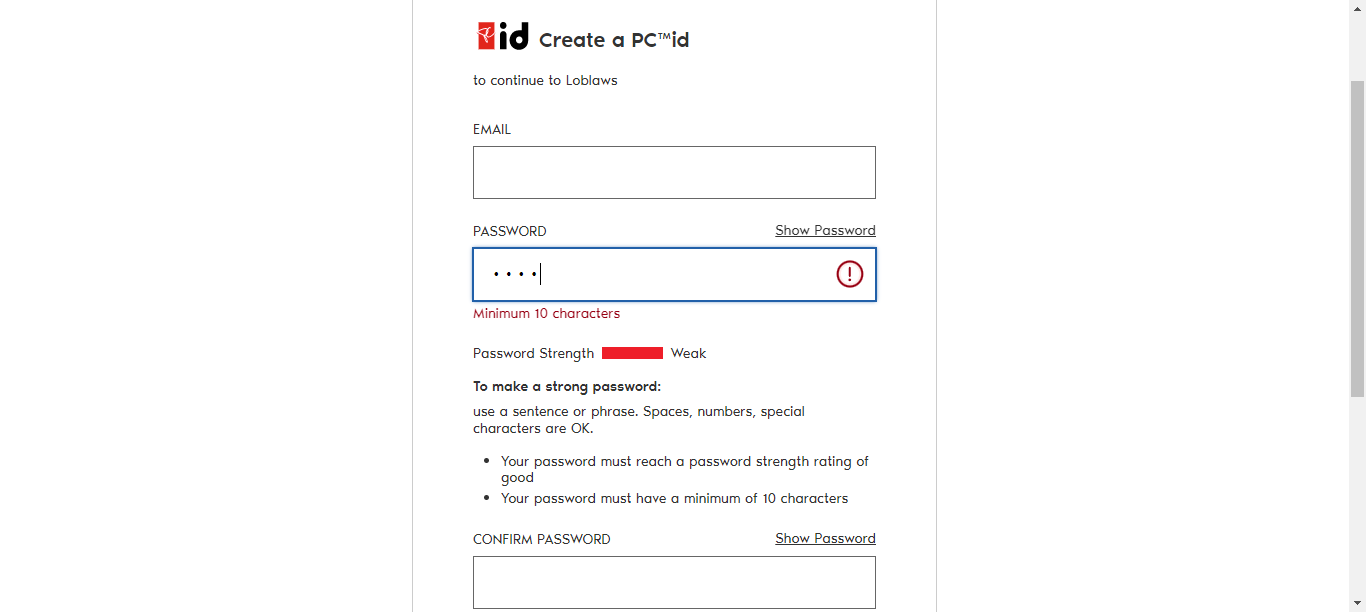 id Create a PC™id
to continue to Loblaws
EMAIL
PASSWORD Show Password
••••
Minimum 10 characters
Password Strength Weak
To make a strong password:
use a sentence or phrase. Spaces, numbers, special
characters are OK.
• Your password must reach a password strength rating of
good
• Your password must have a minimum of 10 characters
CONFIRM PASSWORD Show Password